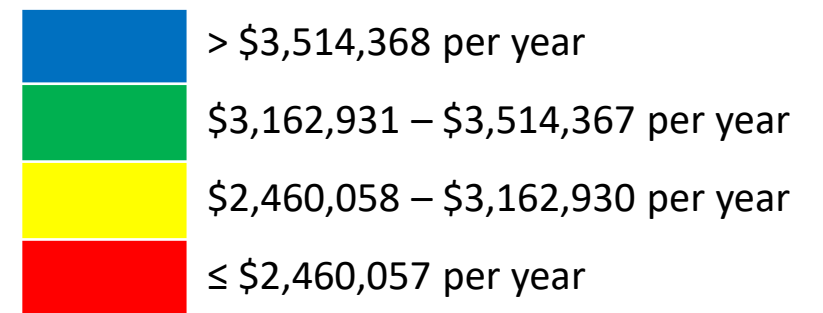 > $3,514,368 per year
$3,162,931 – $3,514,367 per year
$2,460,058 – $3,162,930 per year
≤ $2,460,057 per year